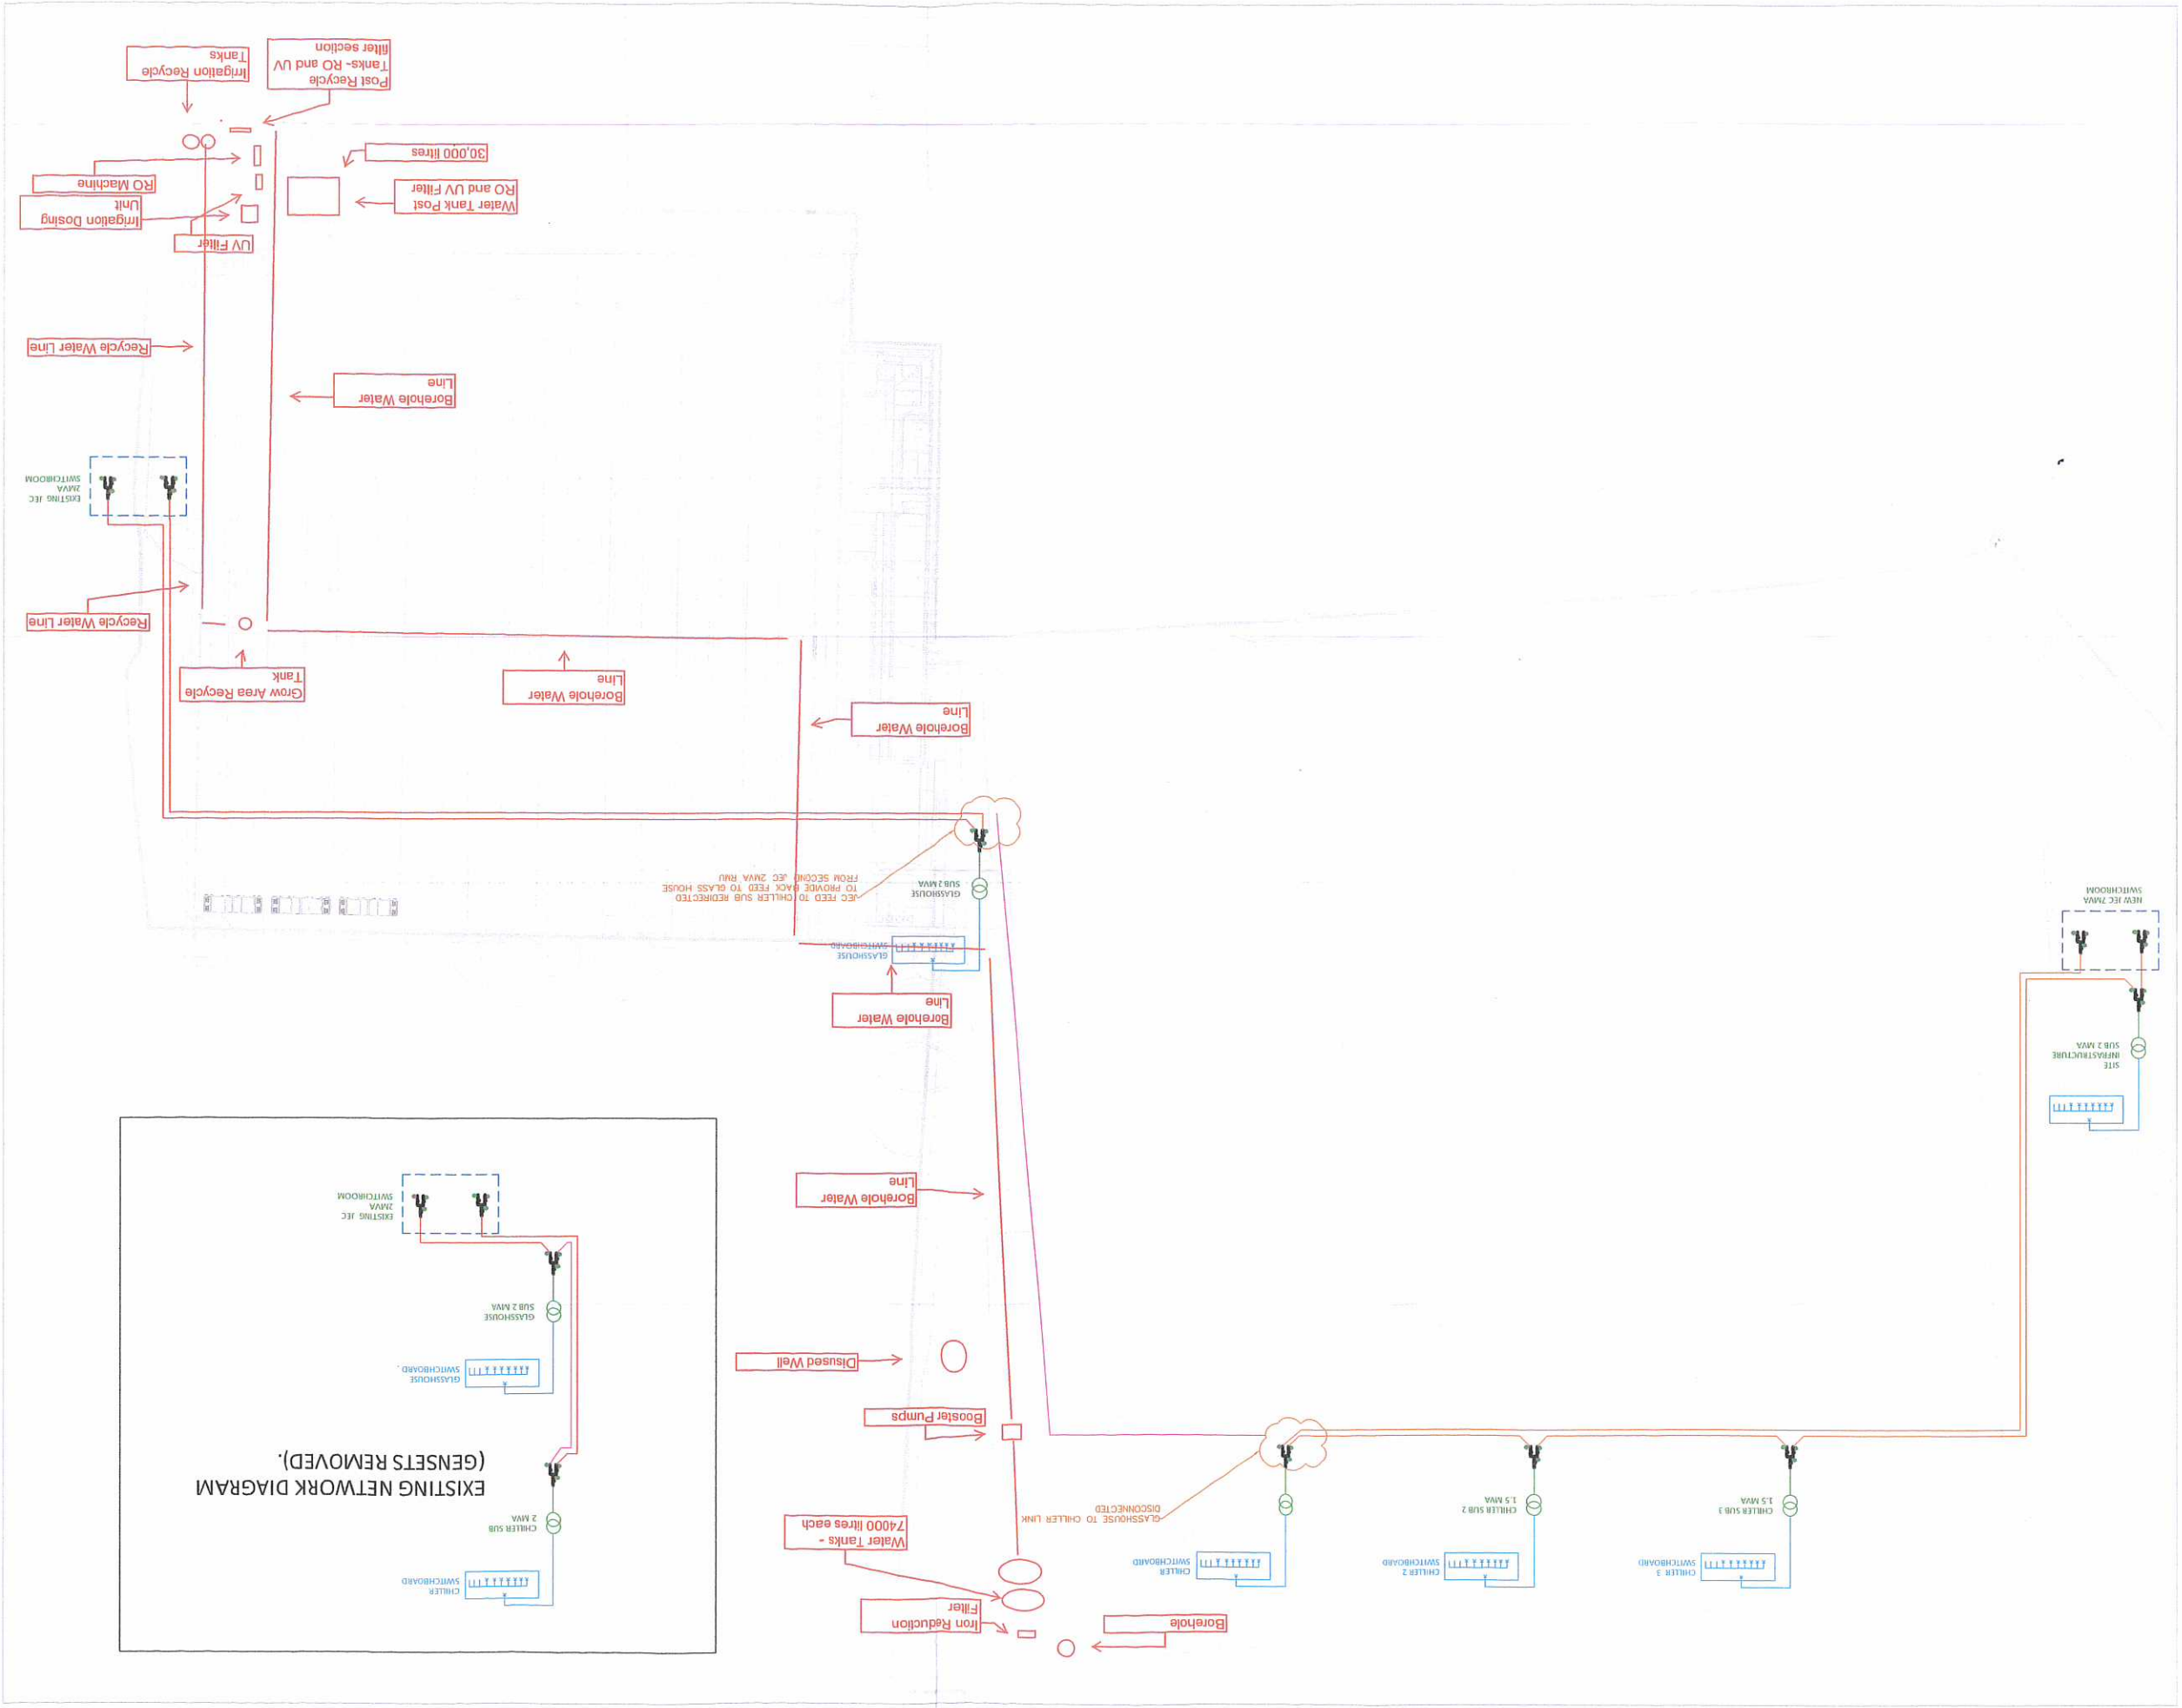 Borehole
Iron Reduction
Filter
Water Tanks -
74000 litres each
CHILLER 3
SWITCHBOARD
CHILLER 2
SWITCHBOARD
CHILLER
SWITCHBOARD
CHILLER SUB 3
1.5 MVA
CHILLER SUB 2
1.5 MVA
GLASSHOUSE TO CHILLER LINK
DISCONNECTED
Booster Pumps
Disused Well
CHILLER
SWITCHBOARD
CHILLER SUB
2 MVA
EXISTING NETWORK DIAGRAM
(GENSETS REMOVED).
GLASSHOUSE
SWITCHBOARD .
GLASSHOUSE
SUB 2 MVA
EXISTING JEC
2MVA
SWITCHROOM
Borehole Water
Line
SITE
INFRASTRUCTURE
SUB 2 MVA
NEW JEC 7MVA
SWITCHROOM
Borehole Water
Line
GLASSHOUSE
SWITCHBOARD
GLASSHOUSE
SUB 2 MVA
JEC FEED TO CHILLER SUB REDIRECTED
TO PROVIDE BACK FEED TO GLASS HOUSE
FROM SECOND JEC 2MVA RMU
Borehole Water
Line
Borehole Water
Line
Grow Area Recycle
Tank
Recycle Water Line
EXISTING JEC
2MVA
SWITCHROOM
Borehole Water
Line
Recycle Water Line
UV Filter
Irrigation Dosing
Unit
Water Tank Post
RO and UV Filter
RO Machine
30,000 litres
Post Recycle
Tanks- RO and UV
filter section
Irrigation Recycle
Tanks